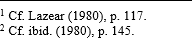 ¹ Cf. Lazear (1980), p. 117.
² Cf. ibid. (1980), p. 145.